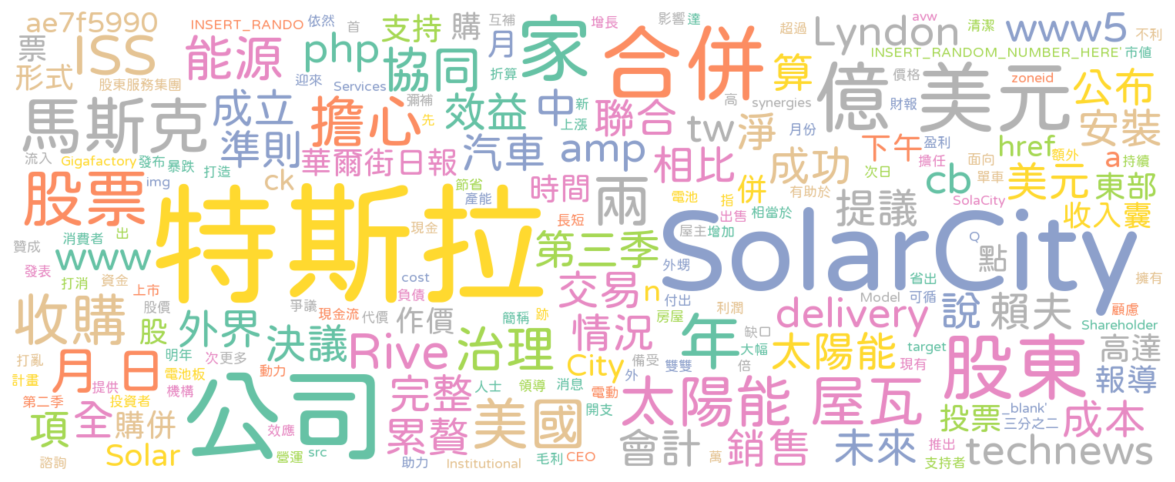 ae7f5990 INSERT_RANDO 依然 首 互補 增長 影響 達 超過 avw 清潔 www5 不利
票 ISS 能源 php 支持 購 月 家 合併 算 Lyndon INSERT_RANDOM_NUMBER_HERE' 市值
形式 股東服務集團 迎來 協同 折算 億 美元 價格 zoneid 公布
馬斯克 成立 Services 彌補 效益 中 新 高 synergies 財報 安裝
擔心 先 上漲 聯合 tw 淨 月份 盈利 下午 href
流入 Gigafactory 發布 暴跌 打造 準則 華爾街日報 汽車 amp 相比 成功 擴任 面向 額外 a 持續
股票 img ck 節省 產能 時間 電池 兩 指 併 有助於 次日 單車 cb 美元 東部
特斯拉 現金 長短 出售 相當於 提議 SolaCity 收入囊
贊成 消費者 出 www 第三季 屋主 增加 SolarCity Q 點
發表 打消 資金 上市 cost 外甥 省出 擁有
收購 股價 爭議 負債 交易 n 付出 利潤 Model 可循 說 賴夫 顧慮
股 外界 現金流 代價 作價 簡稱 跡 情況 房屋 delivery Shareholder
打亂 明年 次 更多 決議 Rive 治理 City 備受 年 大幅 缺口 太陽能 target 股東 高達
計畫 電池板 動力 人士 領導 消息 外 雙雙 倍 現有 報導
第二季 提供 機構 月 日 公司 完整 美國 電動 太陽能 屋瓦 _blank' 三分之二
項 全 投資者 購併 效應 累贅 開支 投票 成本
Solar 營運 src 毛利 CEO 會計 銷售 萬 未來 推出 technews
諮詢 助力 Institutional 支持者